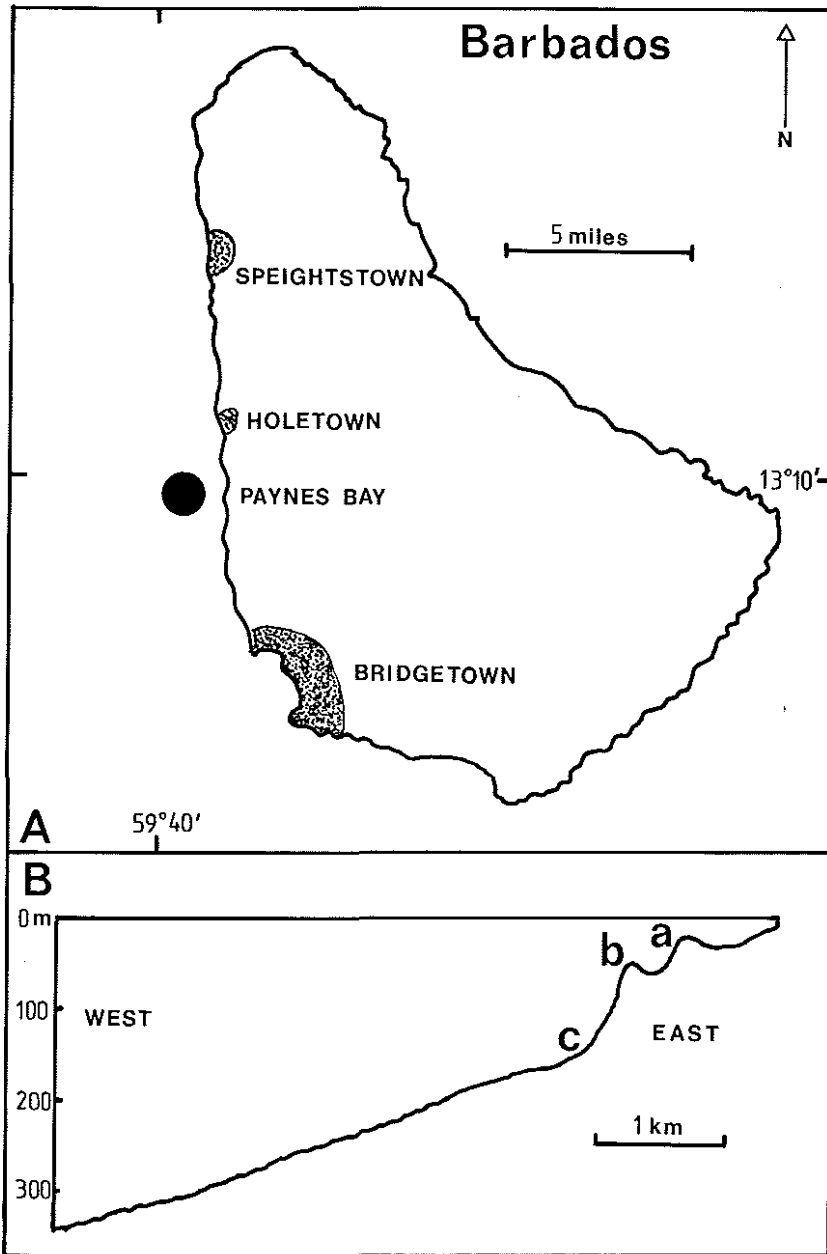 Barbados
N
5 miles
SPEIGHTSTOWN
HOLETOWN
13°10'
PAYNES BAY
BRIDGETOWN
59°40'
A
B
0 m
a
b
100
WEST
EAST
c
200
1 km
300